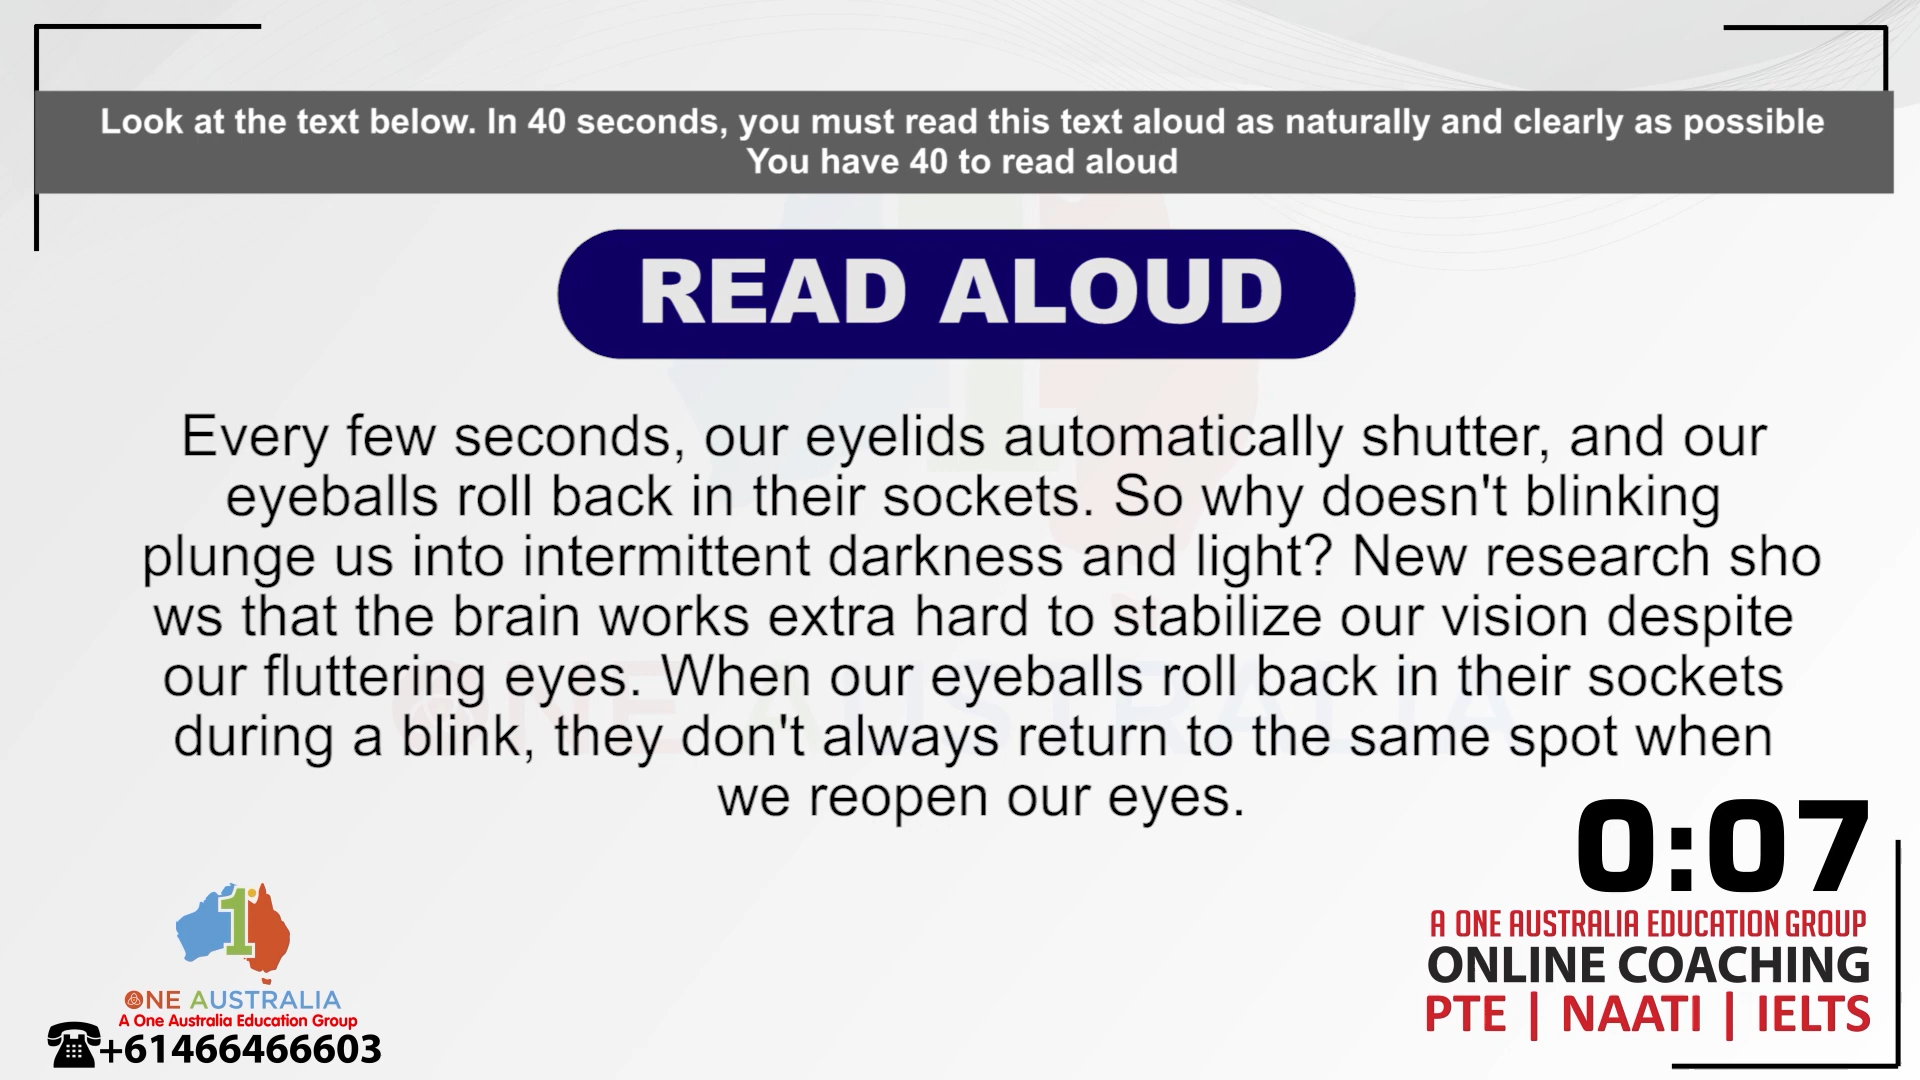 Look at the text below. In 40 seconds, you must read this text aloud as naturally and clearly as possible
You have 40 to read aloud
READ ALOUD
Every few seconds, our eyelids automatically shutter, and our
eyeballs roll back in their sockets. So why doesn't blinking
plunge us into intermittent darkness and light? New research sho
ws that the brain works extra hard to stabilize our vision despite
our fluttering eyes. When our eyeballs roll back in their sockets
during a blink, they don't always return to the same spot when
we reopen our eyes.
0:07
A ONE AUSTRALIA EDUCATION GROUP
ONLINE COACHING
PTE | NAATI | IELTS
1
ONE AUSTRALIA
A One Australia Education Group
+61466466603
ONE AUSTRALIA